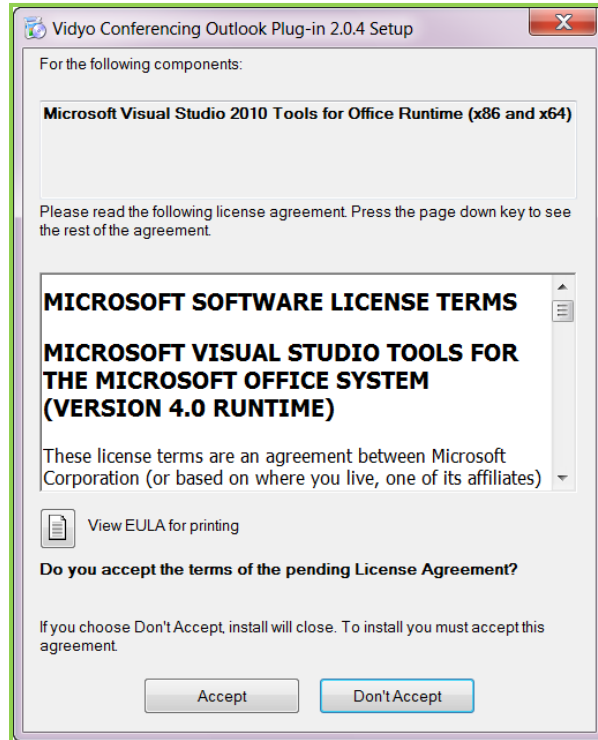 Vidyo Conferencing Outlook Plug-in 2.0.4 Setup
For the following components:
Microsoft Visual Studio 2010 Tools for Office Runtime (x86 and x64)
Please read the following license agreement. Press the page down key to see
the rest of the agreement.
MICROSOFT SOFTWARE LICENSE TERMS
MICROSOFT VISUAL STUDIO TOOLS FOR
THE MICROSOFT OFFICE SYSTEM
(VERSION 4.0 RUNTIME)
These license terms are an agreement between Microsoft
Corporation (or based on where you live, one of its affiliates)
View EULA for printing
Do you accept the terms of the pending License Agreement?
If you choose Don't Accept, install will close. To install you must accept this
agreement.
Accept Don't Accept